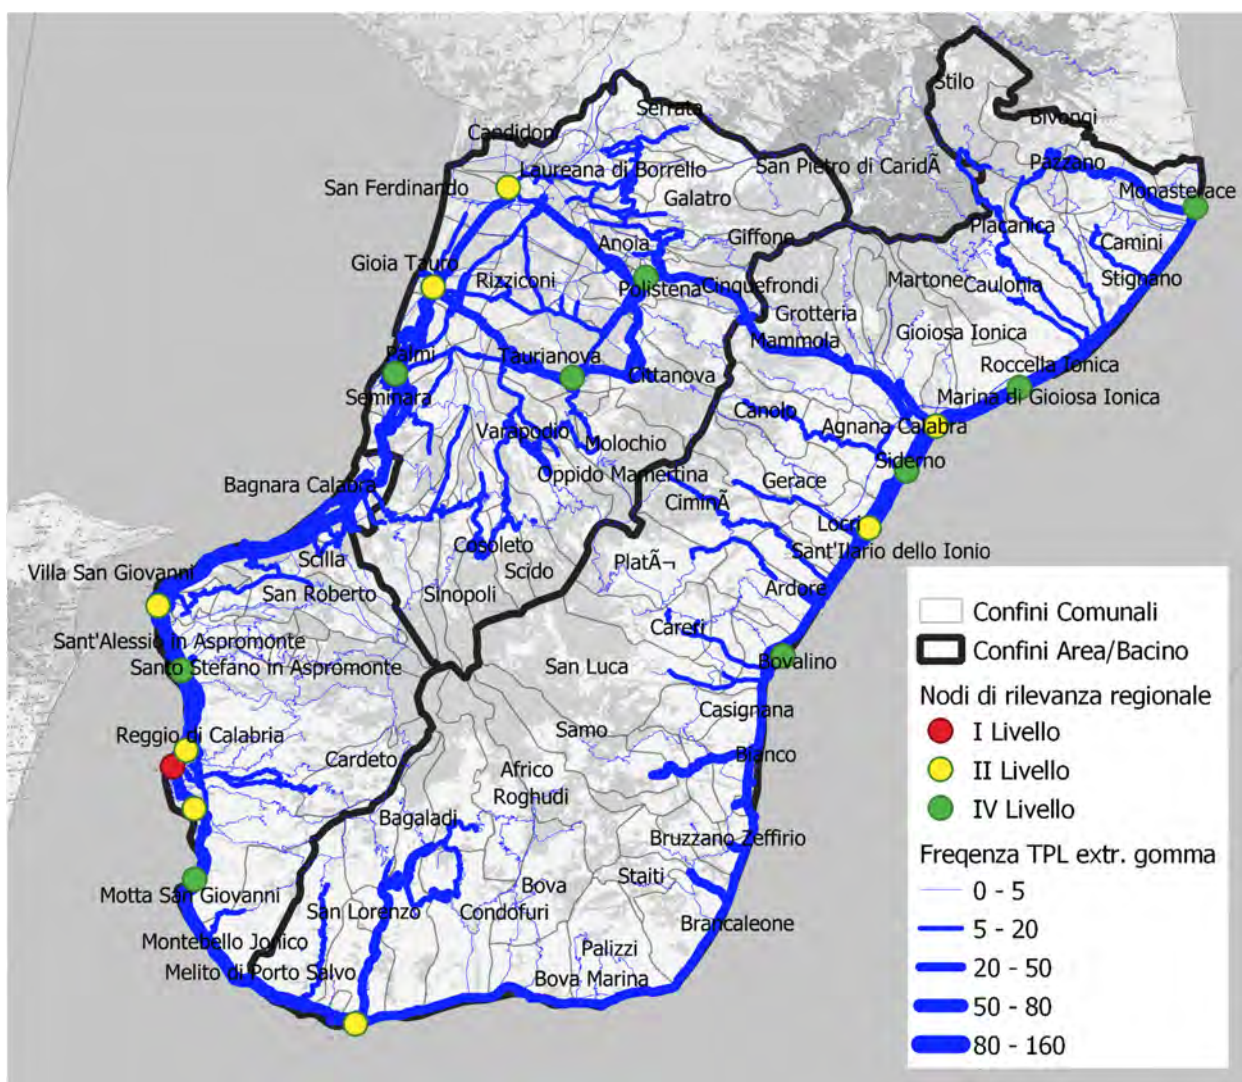 Stilo
Serrata
Bivongi
Candidoni
San Pietro di CaridÃ
Pazzano
Laureana di Borrello
San Ferdinando
Monasterace
Galatro
Placanica
Giffone
Anoia
Camini
Gioia Tauro
Rizziconi
Polistena
Cinquefrondi
Martone
Caulonia
Stignano
Grotteria
Gioiosa Ionica
Mammola
Palmi
Taurianova
Cittanova
Roccella Ionica
Seminara
Marina di Gioiosa Ionica
Canolo
Agnana Calabra
Varapodio
Molochio
Siderno
Oppido Mamertina
Bagnara Calabra
Gerace
CiminÃ
Locri
Cosoleto
Sant'Ilario dello Ionio
Scilla
Scido
PlatÃ¬
Villa San Giovanni
San Roberto
Sinopoli
Ardore
Careri
Sant'Alessio in Aspromonte
Santo Stefano in Aspromonte
San Luca
Bovalino
Casignana
Reggio di Calabria
Samo
Cardeto
Bianco
Africo
Roghudi
Bagaladi
Bruzzano Zeffirio
Staiti
Motta San Giovanni
Bova
San Lorenzo
Condofuri
Brancaleone
Montebello Jonico
Palizzi
Melito di Porto Salvo
Bova Marina
Confini Comunali
Confini Area/Bacino
Nodi di rilevanza regionale
I Livello
II Livello
IV Livello
Freqenza TPL extr. gomma
0 - 5
5 - 20
20 - 50
50 - 80
80 - 160